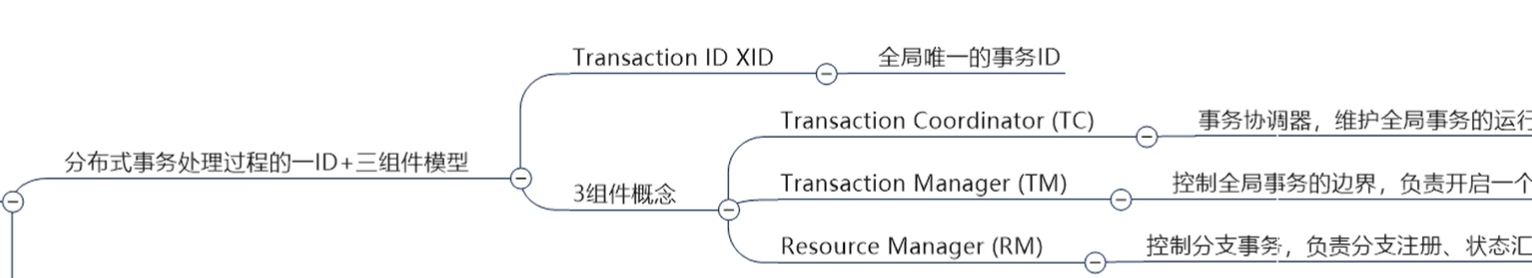 Transaction ID XID
全局唯一的事务ID
Transaction Coordinator (TC)
事务协调器，维护全局事务的运行
分布式事务处理过程的一ID+三组件模型
3组件概念
Transaction Manager (TM)
控制全局事务的边界，负责开启一个
Resource Manager (RM)
控制分支事务，负责分支注册、状态汇